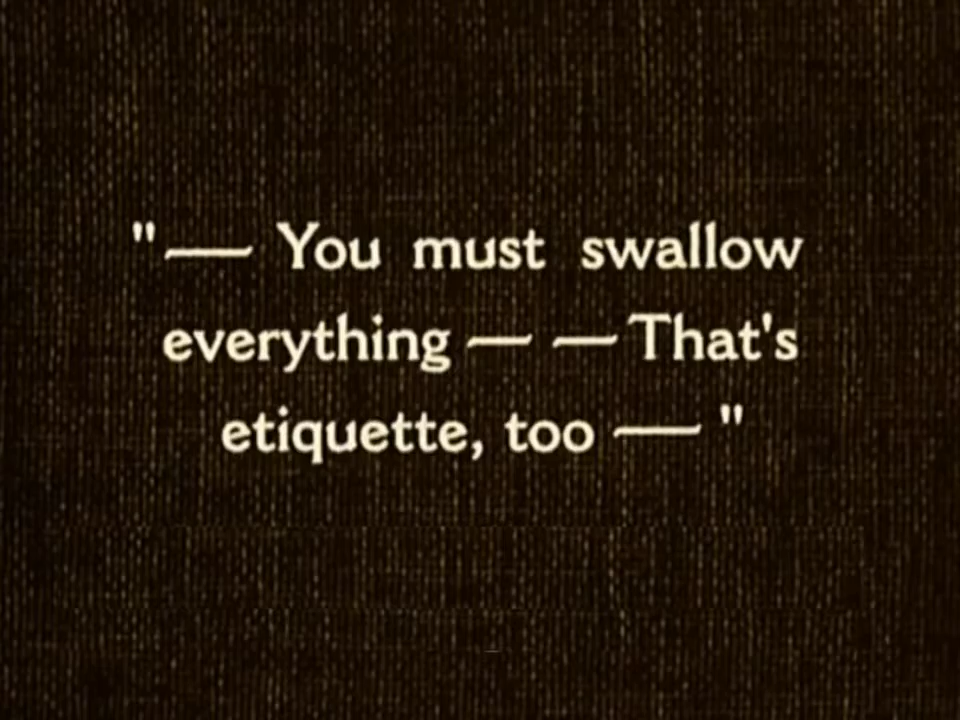 "— You must swallow
everything — — That's
etiquette, too — "